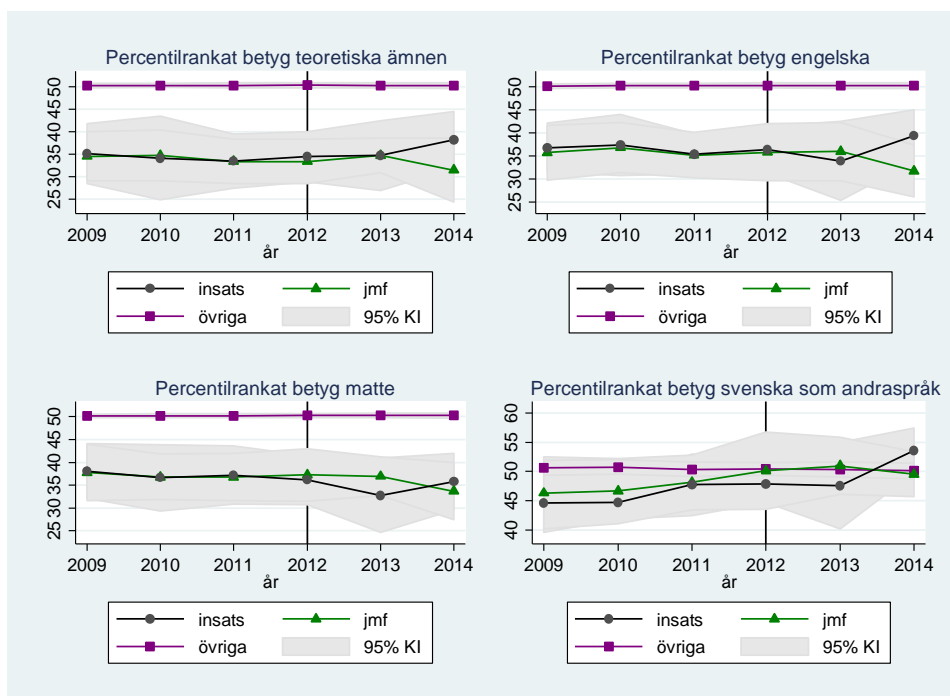 Percentilrankat betyg teoretiska ämnen
25 30 35 40 45 50
2009 2010 2011 2012 2013 2014
år
insats jmf
övriga 95% KI
Percentilrankat betyg engelska
25 30 35 40 45 50
2009 2010 2011 2012 2013 2014
år
insats jmf
övriga 95% KI
Percentilrankat betyg matte
25 30 35 40 45 50
2009 2010 2011 2012 2013 2014
år
insats jmf
övriga 95% KI
Percentilrankat betyg svenska som andraspråk
40 45 50 55 60
2009 2010 2011 2012 2013 2014
år
insats jmf
övriga 95% KI